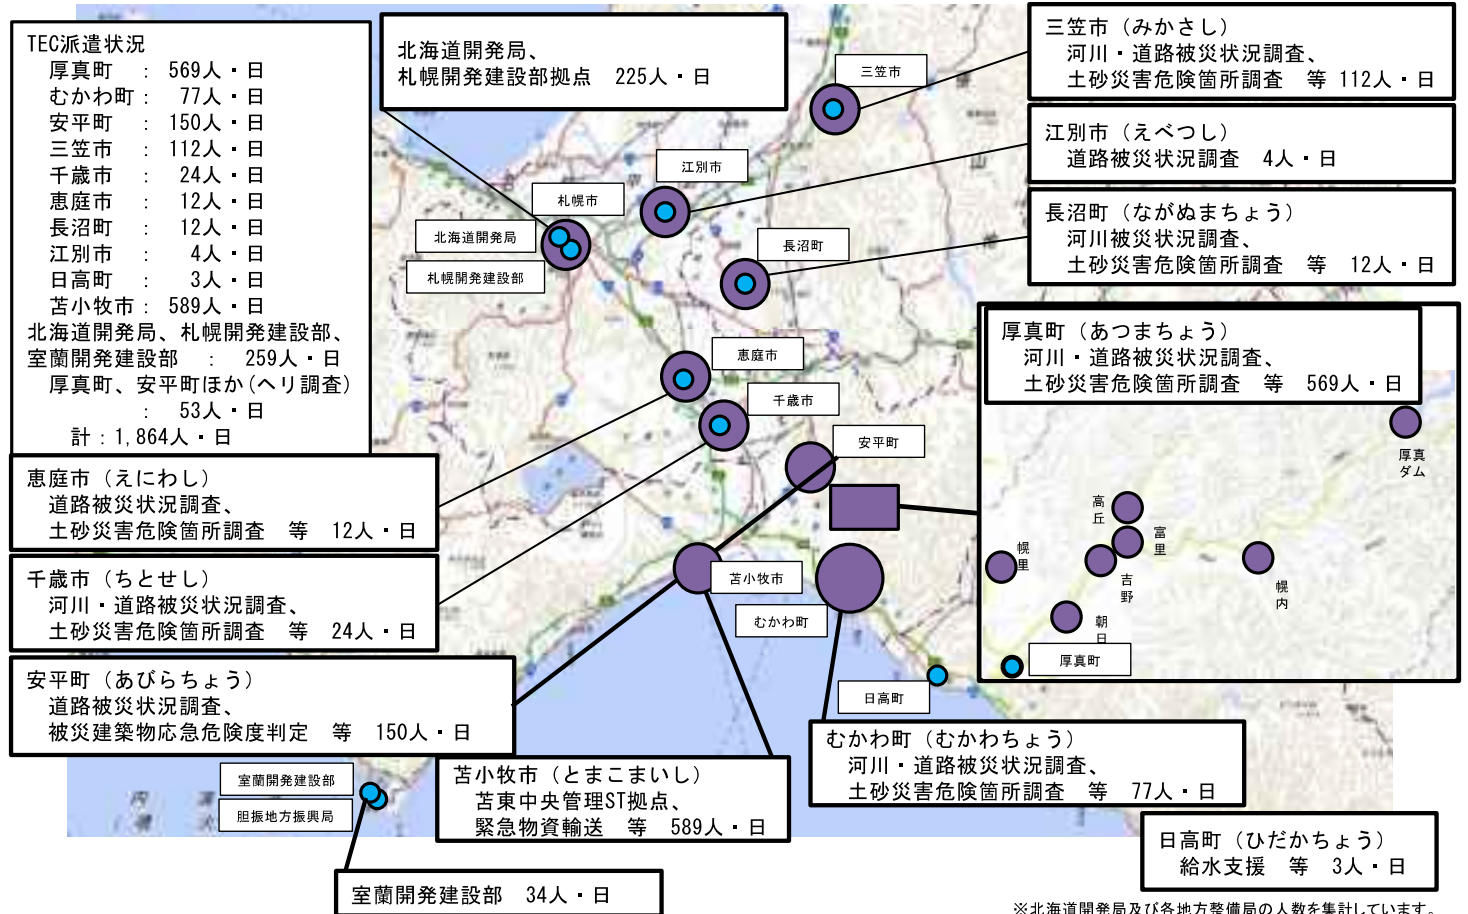 TEC派遣状況
厚真町 : 569人・日
むかわ町 : 77人・日
安平町 : 150人・日
三笠市 : 112人・日
千歳市 : 24人・日
恵庭市 : 12人・日
長沼町 : 12人・日
江別市 : 4人・日
日高町 : 3人・日
苫小牧市 : 589人・日
北海道開発局、札幌開発建設部、
室蘭開発建設部 : 259人・日
厚真町、安平町ほか(ヘリ調査)
: 53人・日
計:1,864人・日
北海道開発局、
札幌開発建設部拠点 225人・日
三笠市(みかさし)
河川・道路被災状況調査、
土砂災害危険箇所調査 等 112人・日
江別市(えべつし)
道路被災状況調査 4人・日
長沼町(ながぬまちょう)
河川被災状況調査、
土砂災害危険箇所調査 等 12人・日
厚真町(あつまちょう)
河川・道路被災状況調査、
土砂災害危険箇所調査 等 569人・日
厚真
ダム
高丘
富里
吉野
幌里
幌内
朝日
厚真町
三笠市
江別市
札幌市
北海道開発局
札幌開発建設部
長沼町
恵庭市
千歳市
安平町
苫小牧市
むかわ町
日高町
恵庭市(えにわし)
道路被災状況調査、
土砂災害危険箇所調査 等 12人・日
千歳市(ちとせし)
河川・道路被災状況調査、
土砂災害危険箇所調査 等 24人・日
安平町(あびらちょう)
道路被災状況調査、
被災建築物応急危険度判定 等 150人・日
室蘭開発建設部
胆振地方振興局
苫小牧市(とまこまいし)
苫東中央管理ST拠点、
緊急物資輸送 等 589人・日
むかわ町(むかわちょう)
河川・道路被災状況調査、
土砂災害危険箇所調査 等 77人・日
日高町(ひだかちょう)
給水支援 等 3人・日
室蘭開発建設部 34人・日
※北海道開発局及び各地方整備局の人数を集計しています。